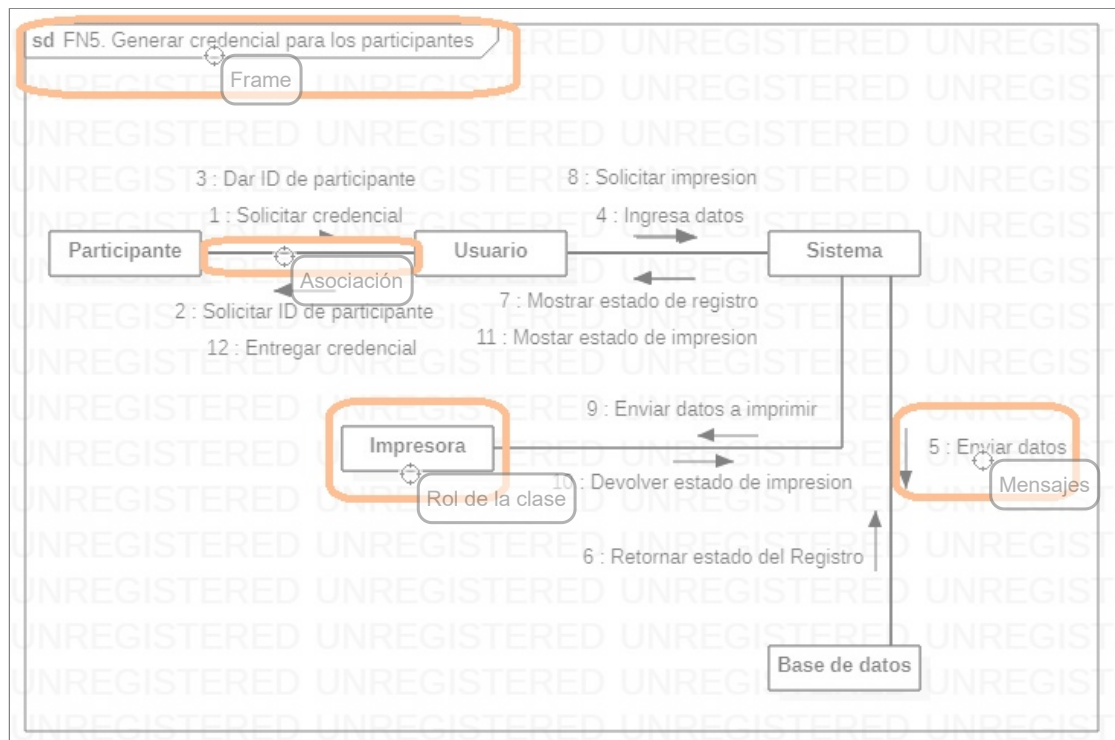 sd FN5. Generar credencial para los participantes
Frame
3 : Dar ID de participante
8 : Solicitar impresion
1 : Solicitar credencial
4 : Ingresa datos
Participante
Usuario
Sistema
Asociación
2 : Solicitar ID de participante
7 : Mostrar estado de registro
12 : Entregar credencial
11 : Mostar estado de impresion
9 : Enviar datos a imprimir
Impresora
5 : Enviar datos
Rol de la clase
10 : Devolver estado de impresion
Mensajes
6 : Retornar estado del Registro
Base de datos
UNREGISTERED UNREGISTERED UNREGIST